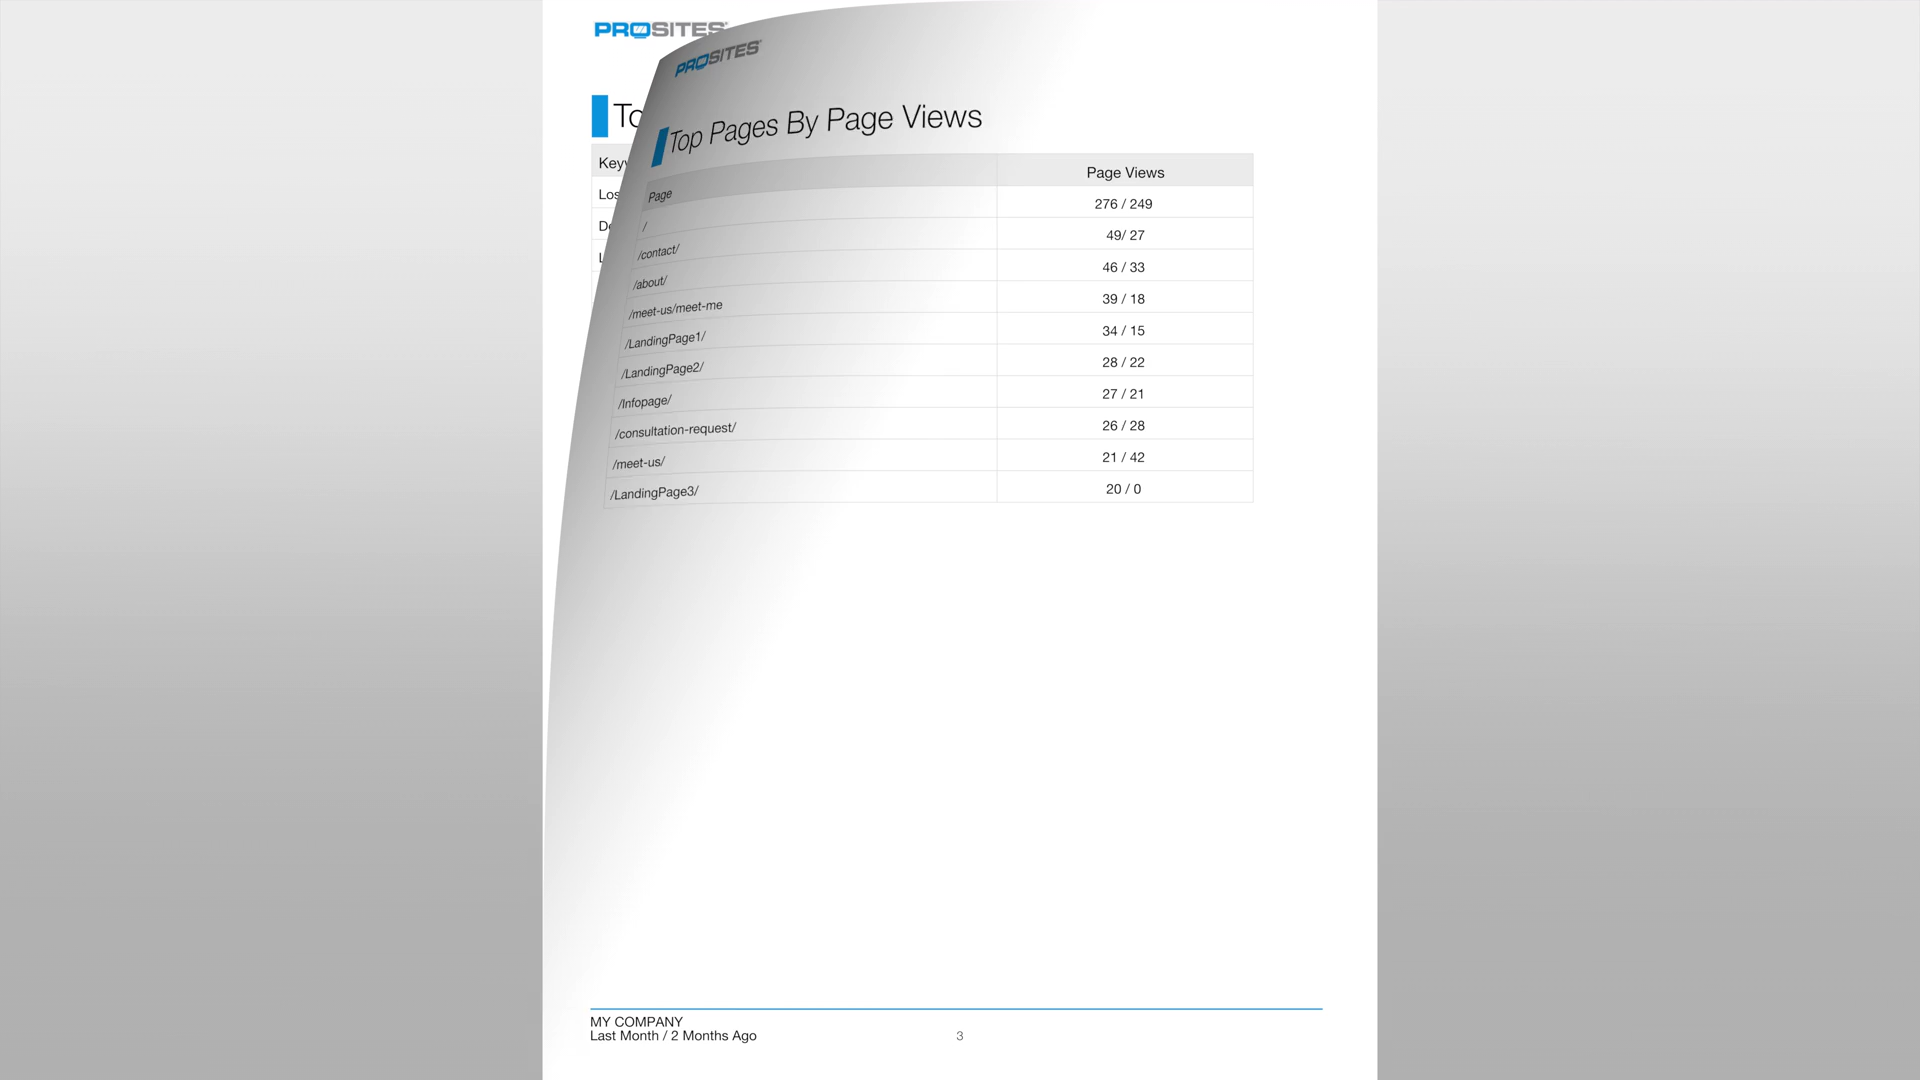 PROSITES
PROSITES
Top Pages By Page Views
Page Page Views
/ 276 / 249
/contact/ 49/ 27
/about/ 46 / 33
/meet-us/meet-me 39 / 18
/LandingPage1/ 34 / 15
/LandingPage2/ 28 / 22
/Infopage/ 27 / 21
/consultation-request/ 26 / 28
/meet-us/ 21 / 42
/LandingPage3/ 20 / 0
MY COMPANY
Last Month / 2 Months Ago 3